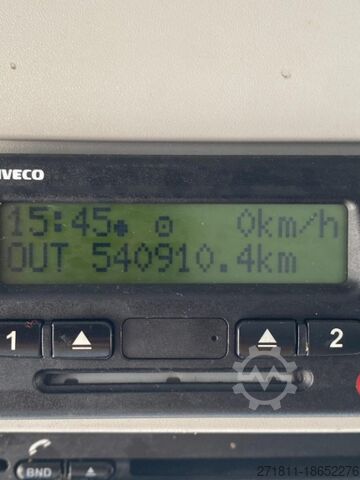 IVECO
15:45 0km/h
OUT 540910.4km
1 2
BND
271811-18652276